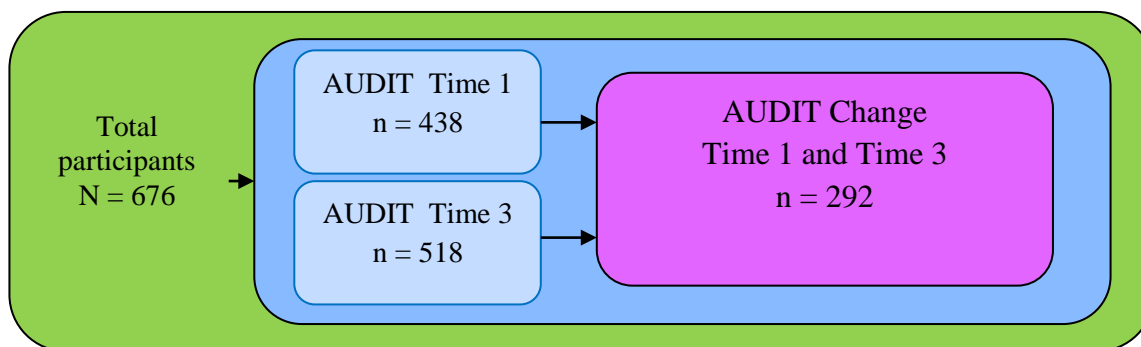 Total
participants
N = 676
AUDIT Time 1
n = 438
AUDIT Time 3
n = 518
AUDIT Change
Time 1 and Time 3
n = 292